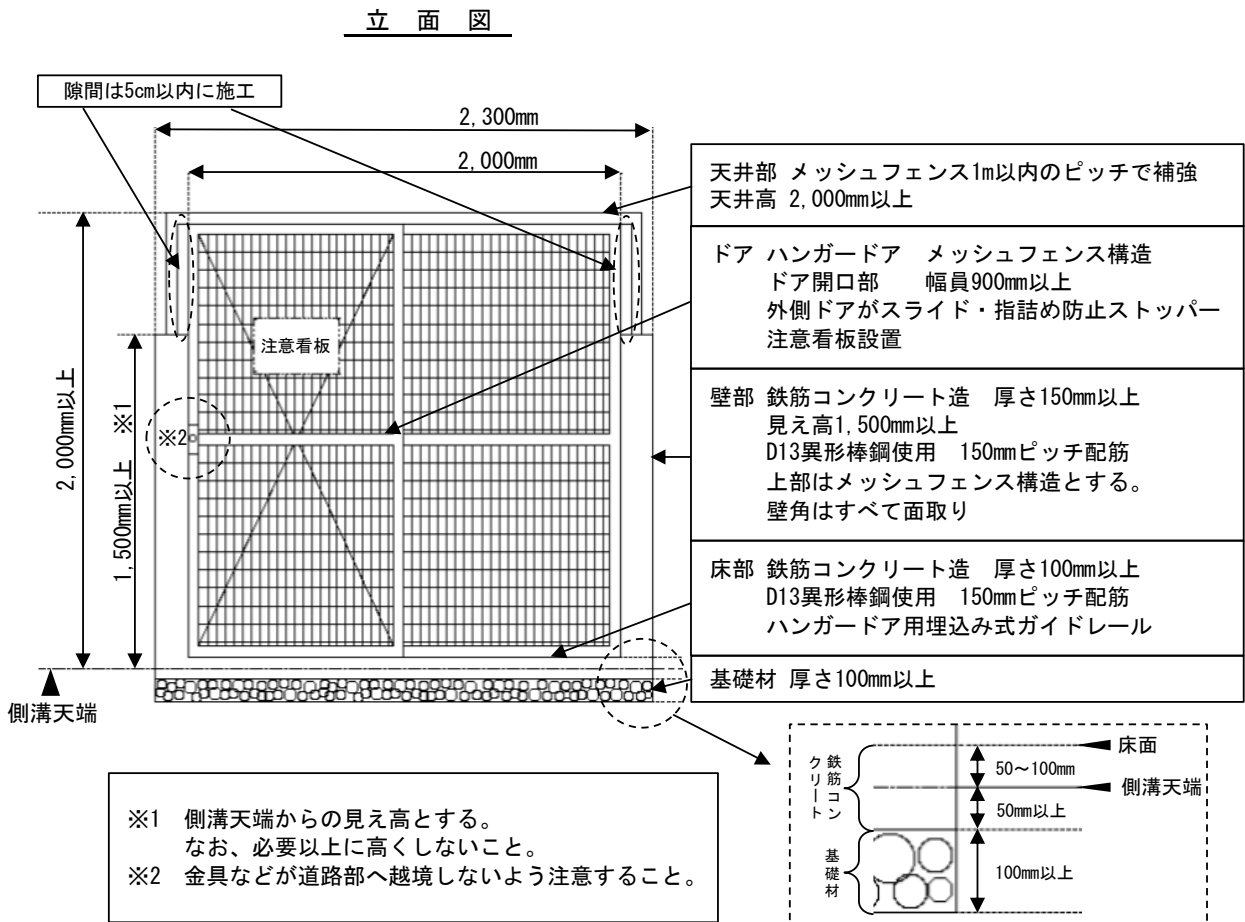 立 面 図
隙間は5cm以内に施工
2,300mm
2,000mm
天井部 メッシュフェンス1m以内のピッチで補強
天井高 2,000mm以上
ドア ハンガードア メッシュフェンス構造
ドア開口部 幅員900mm以上
外側ドアがスライド・指詰め防止ストッパー
注意看板設置
注意看板
2,000mm以上
1,500mm以上 ※1
※2
壁部 鉄筋コンクリート造 厚さ150mm以上
見え高1,500mm以上
D13異形棒鋼使用 150mmピッチ配筋
上部はメッシュフェンス構造とする。
壁角はすべて面取り
床部 鉄筋コンクリート造 厚さ100mm以上
D13異形棒鋼使用 150mmピッチ配筋
ハンガードア用埋込み式ガイドレール
基礎材 厚さ100mm以上
側溝天端
※1 側溝天端からの見え高とする。
なお、必要以上に高くしないこと。
※2 金具などが道路部へ越境しないよう注意すること。
鉄筋コン
クリート
床面
50~100mm
側溝天端
50mm以上
基礎材
100mm以上